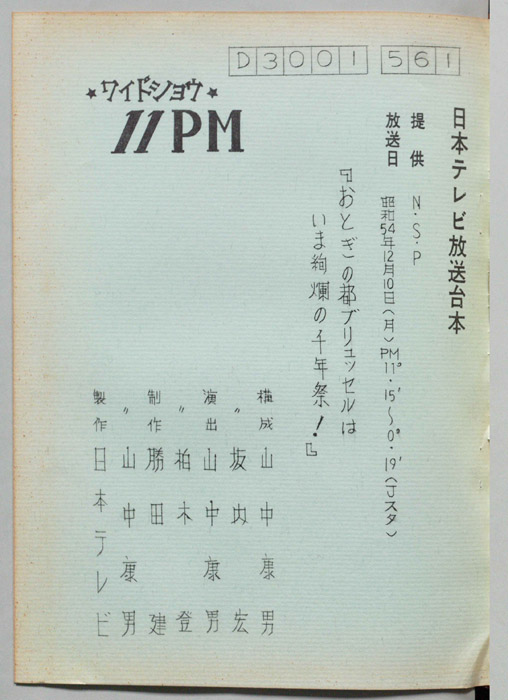 D3001 561
★ワイドショウ★
11PM
日本テレビ放送台本
提供 N.S.P
放送日 昭和54年12月10日〈月〉PM11°・15'〜0°・19'〈Jスタ〉
『おとぎの都ブリュッセルは
いま絢爛の千年祭!』
構成 山中康男
〃 坂内宏
演出 山中康男
〃 柏木登
制作 勝田建
〃 山中康男
製作 日本テレビ